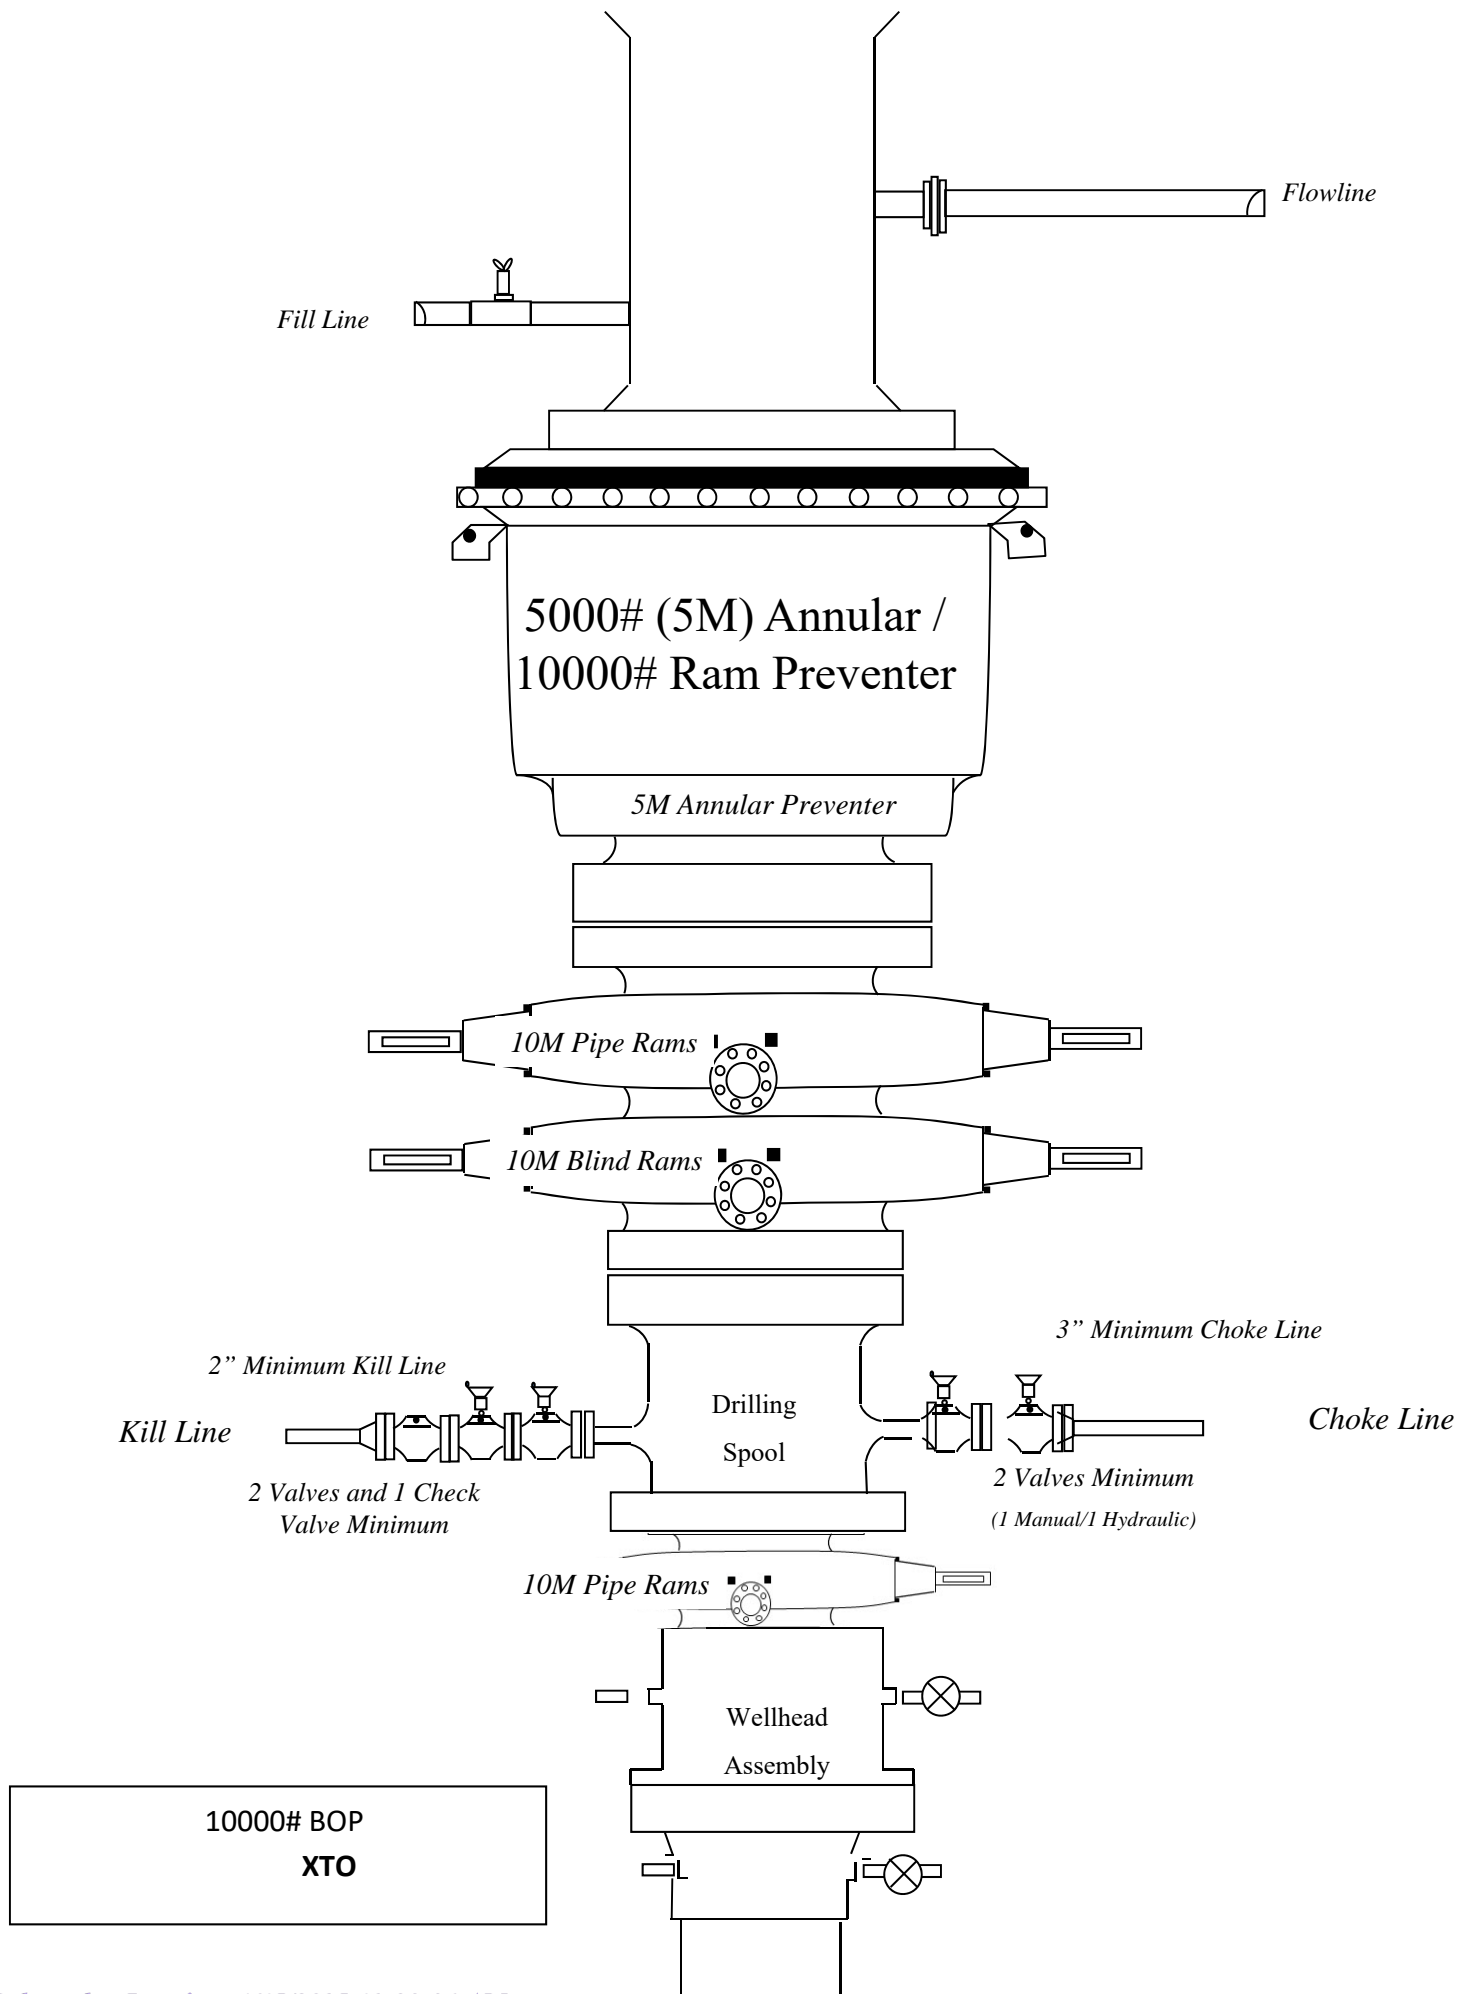 Flowline
Fill Line
5000# (5M) Annular /
10000# Ram Preventer
5M Annular Preventer
10M Pipe Rams
10M Blind Rams
3” Minimum Choke Line
2” Minimum Kill Line
Drilling
Spool
Kill Line
Choke Line
2 Valves and 1 Check
Valve Minimum
2 Valves Minimum
(1 Manual/1 Hydraulic)
10M Pipe Rams
Wellhead
Assembly
10000# BOP
XTO